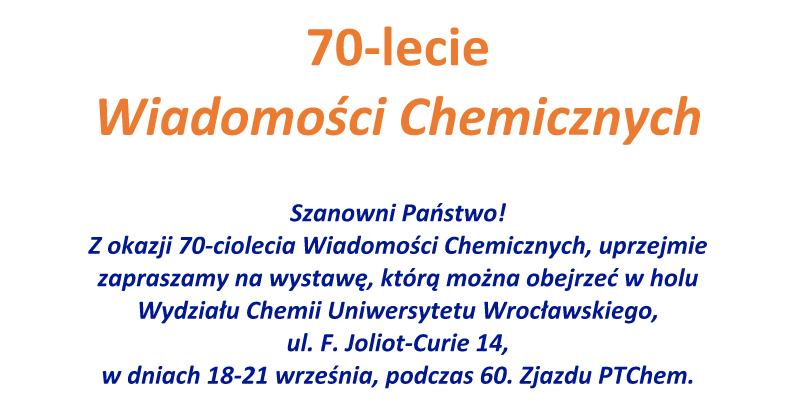 70-lecie
Wiadomości Chemicznych
Szanowni Państwo!
Z okazji 70-ciolecia Wiadomości Chemicznych, uprzejmie
zapraszamy na wystawę, którą można obejrzeć w holu
Wydziału Chemii Uniwersytetu Wrocławskiego,
ul. F. Joliot-Curie 14,
w dniach 18-21 września, podczas 60. Zjazdu PTChem.